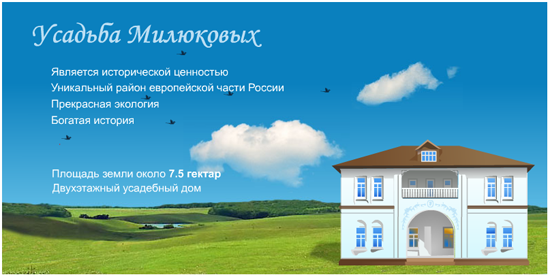 Усадьба Милюковых
Является исторической ценностью
Уникальный район европейской части России
Прекрасная экология
Богатая история
Площадь земли около 7.5 гектар
Двухэтажный усадебный дом